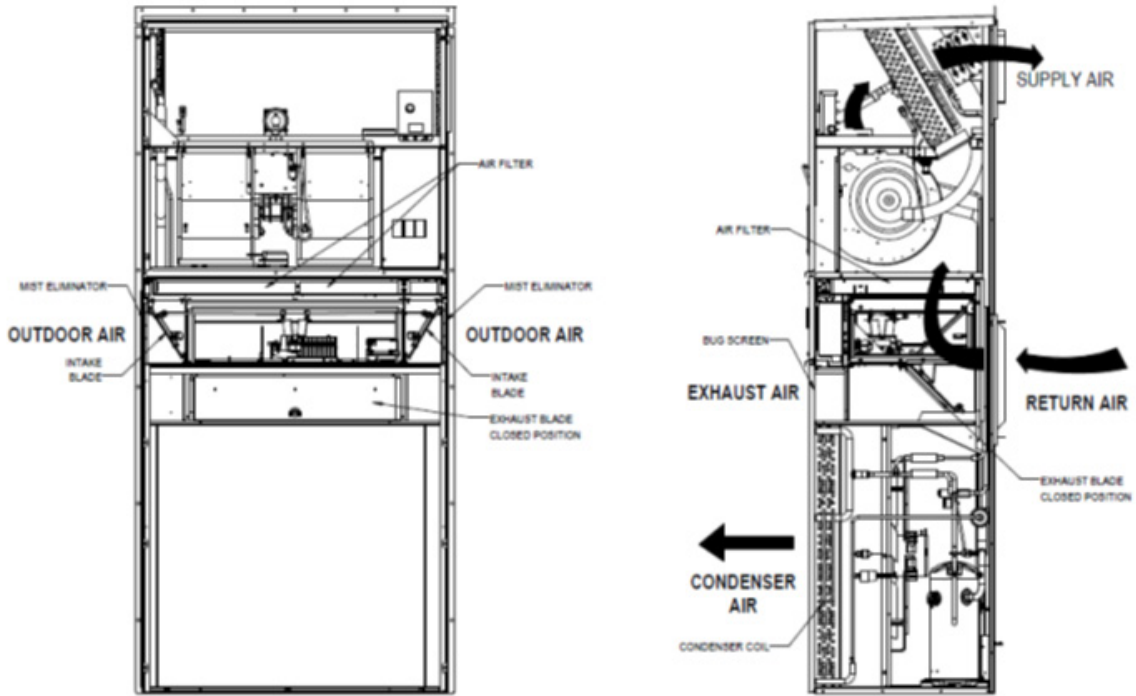 AIR FILTER
MIST ELIMINATOR
MIST ELIMINATOR
OUTDOOR AIR
OUTDOOR AIR
INTAKE
BLADE
INTAKE
BLADE
EXHAUST BLADE
CLOSED POSITION
SUPPLY AIR
AIR FILTER
BUG SCREEN
EXHAUST AIR
RETURN AIR
EXHAUST BLADE
CLOSED POSITION
CONDENSER
AIR
CONDENSER COIL